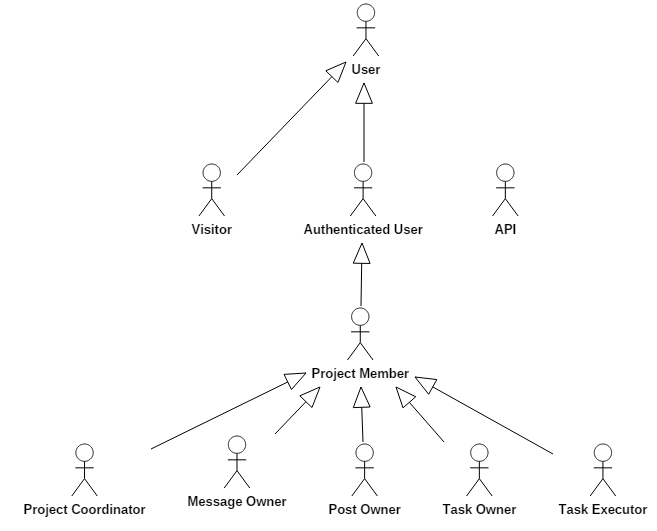 User
Visitor
Authenticated User
API
Project Member
Project Coordinator
Message Owner
Post Owner
Task Owner
Task Executor